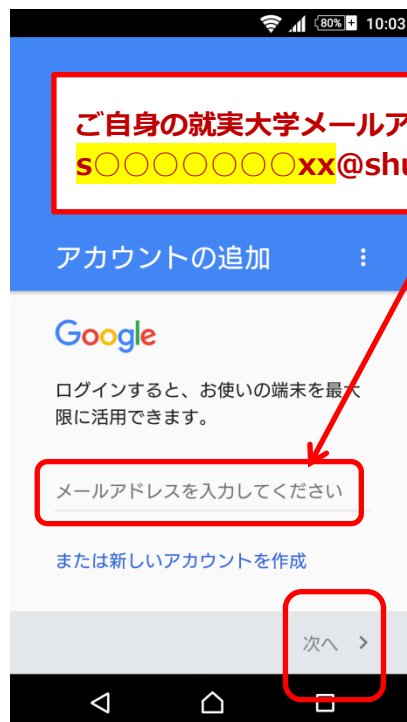 80% 10:03
ご自身の就実大学メールア
s○○○○○○○xx@shu
アカウントの追加
Google
ログインすると、お使いの端末を最大
限に活用できます。
メールアドレスを入力してください
または新しいアカウントを作成
次へ